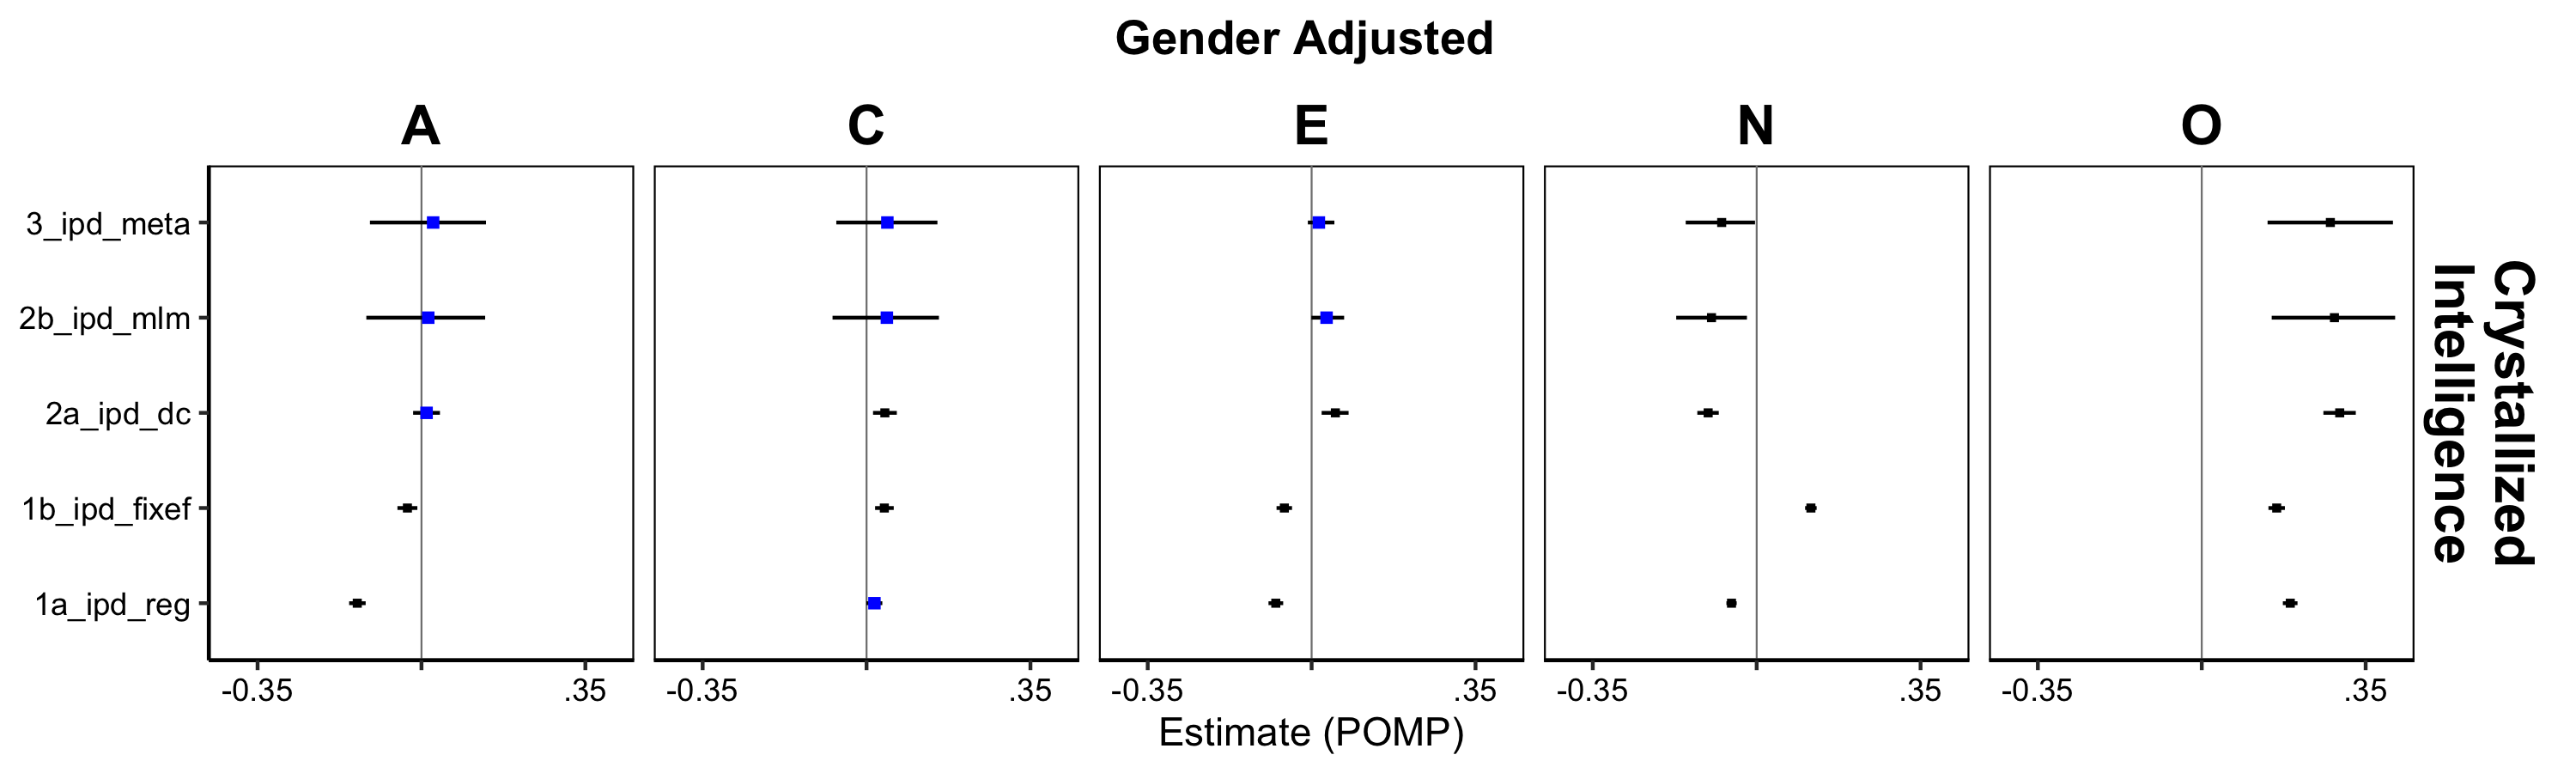 Gender Adjusted
A C E N O
3_ipd_meta
2b_ipd_mlm
2a_ipd_dc
1b_ipd_fixef
1a_ipd_reg
-0.35 .35 -0.35 .35 -0.35 .35 -0.35 .35 -0.35 .35
Estimate (POMP)
Crystallized
Intelligence